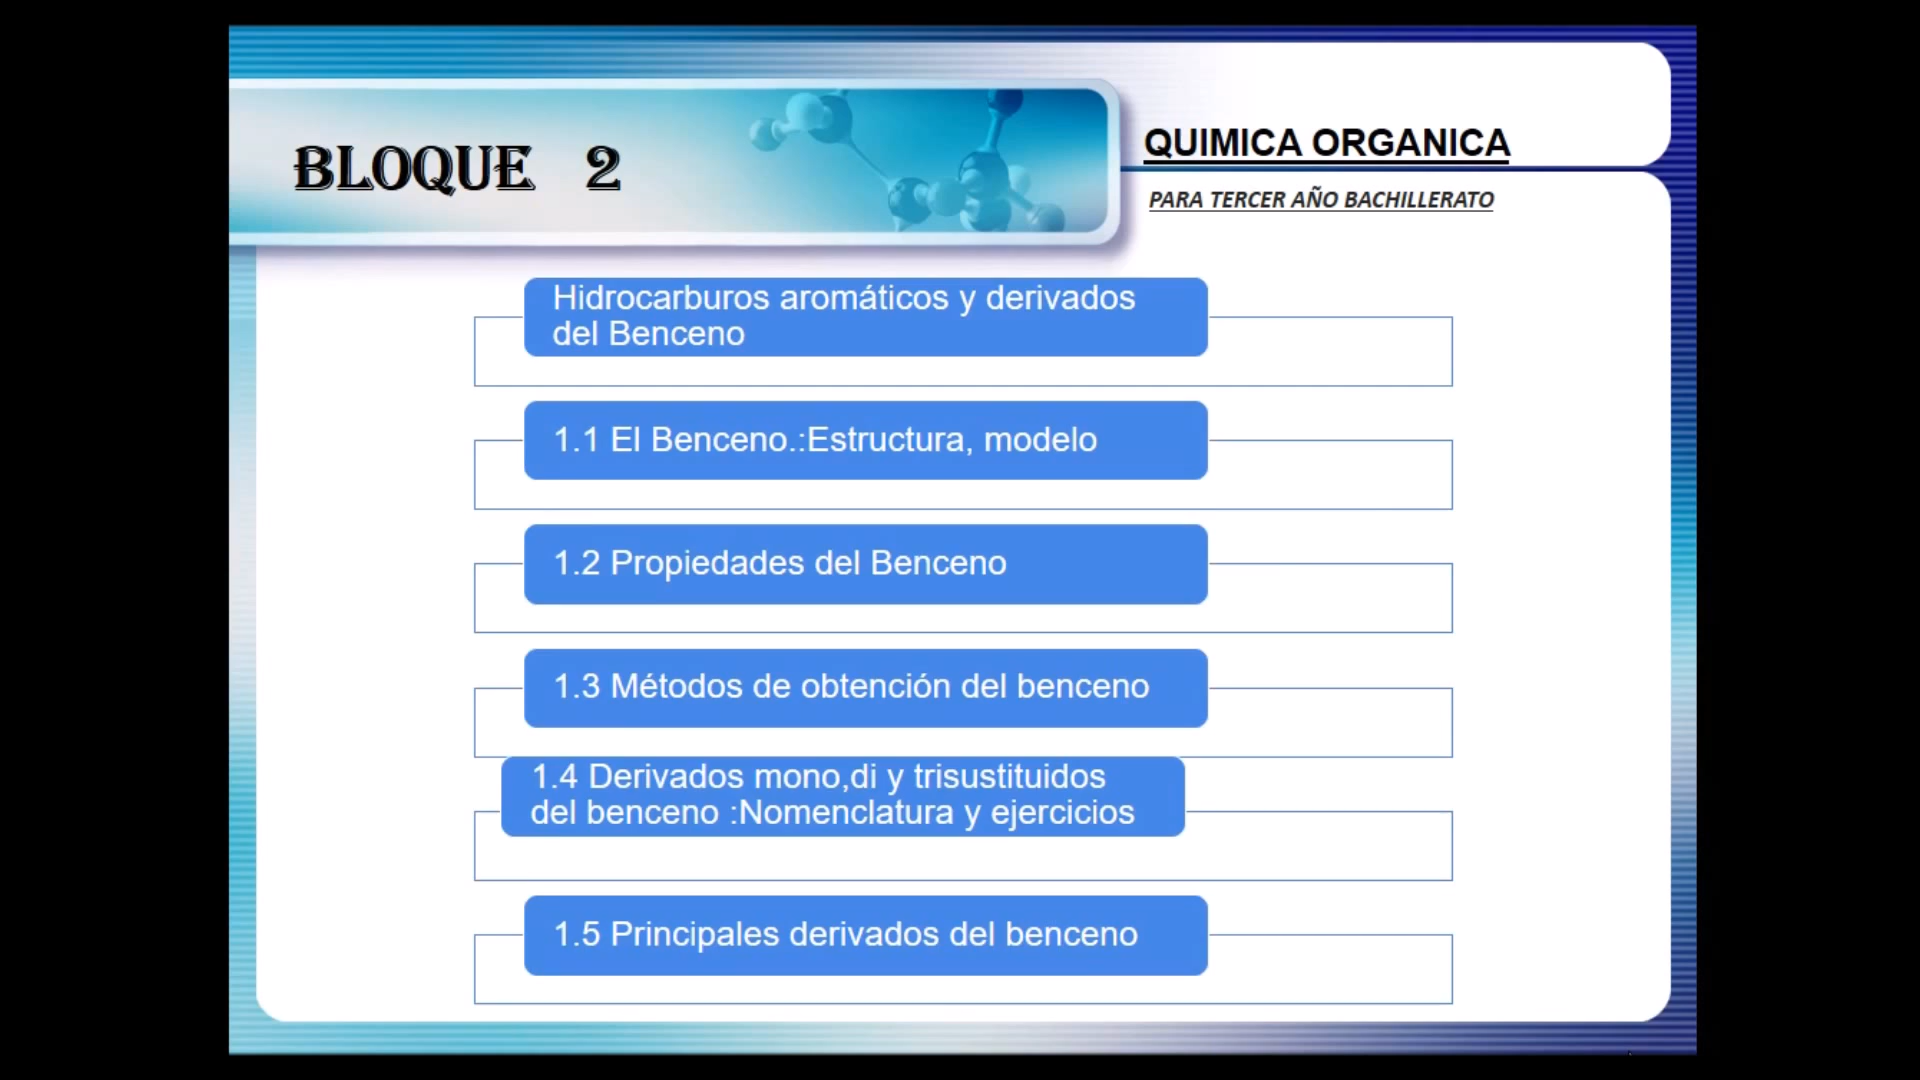 BLOQUE 2
QUIMICA ORGANICA
PARA TERCER AÑO BACHILLERATO
Hidrocarburos aromáticos y derivados
del Benceno
1.1 El Benceno.:Estructura, modelo
1.2 Propiedades del Benceno
1.3 Métodos de obtención del benceno
1.4 Derivados mono,di y trisustituidos
del benceno :Nomenclatura y ejercicios
1.5 Principales derivados del benceno